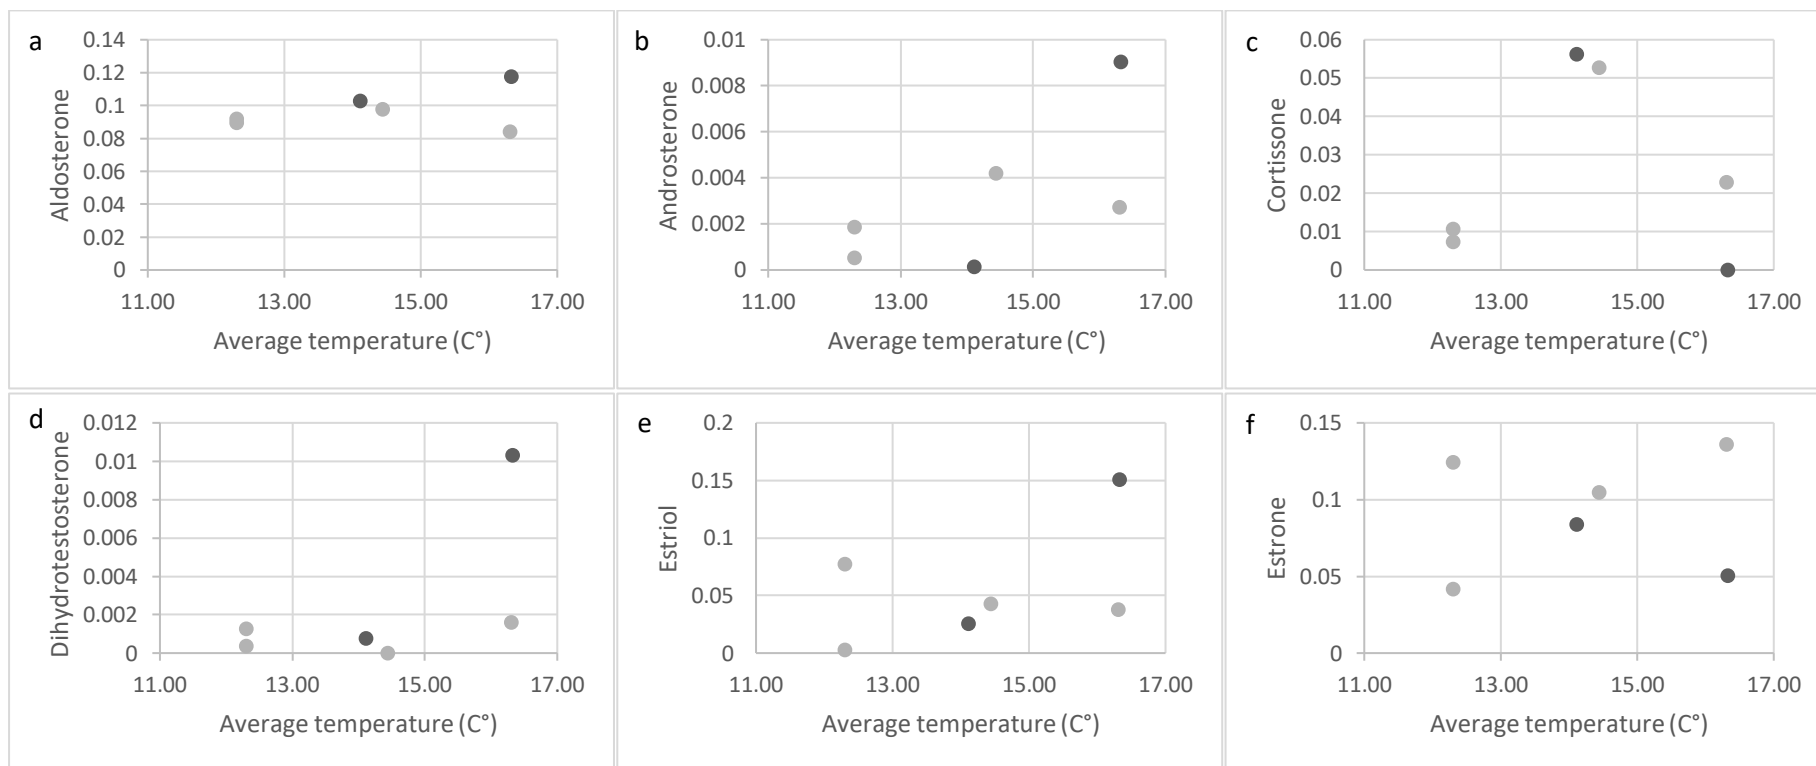 a
0.14
0.12
0.1
0.08
0.06
0.04
0.02
0
Aldosterone
11.00 13.00 15.00 17.00
Average temperature (C°)
b
0.01
0.008
0.006
0.004
0.002
0
Androsterone
11.00 13.00 15.00 17.00
Average temperature (C°)
c
0.06
0.05
0.04
0.03
0.02
0.01
0
Cortissone
11.00 13.00 15.00 17.00
Average temperature (C°)
d
0.012
0.01
0.008
0.006
0.004
0.002
0
Dihydrotestosterone
11.00 13.00 15.00 17.00
Average temperature (C°)
e
0.2
0.15
0.1
0.05
0
Estriol
11.00 13.00 15.00 17.00
Average temperature (C°)
f
0.15
0.1
0.05
0
Estrone
11.00 13.00 15.00 17.00
Average temperature (C°)